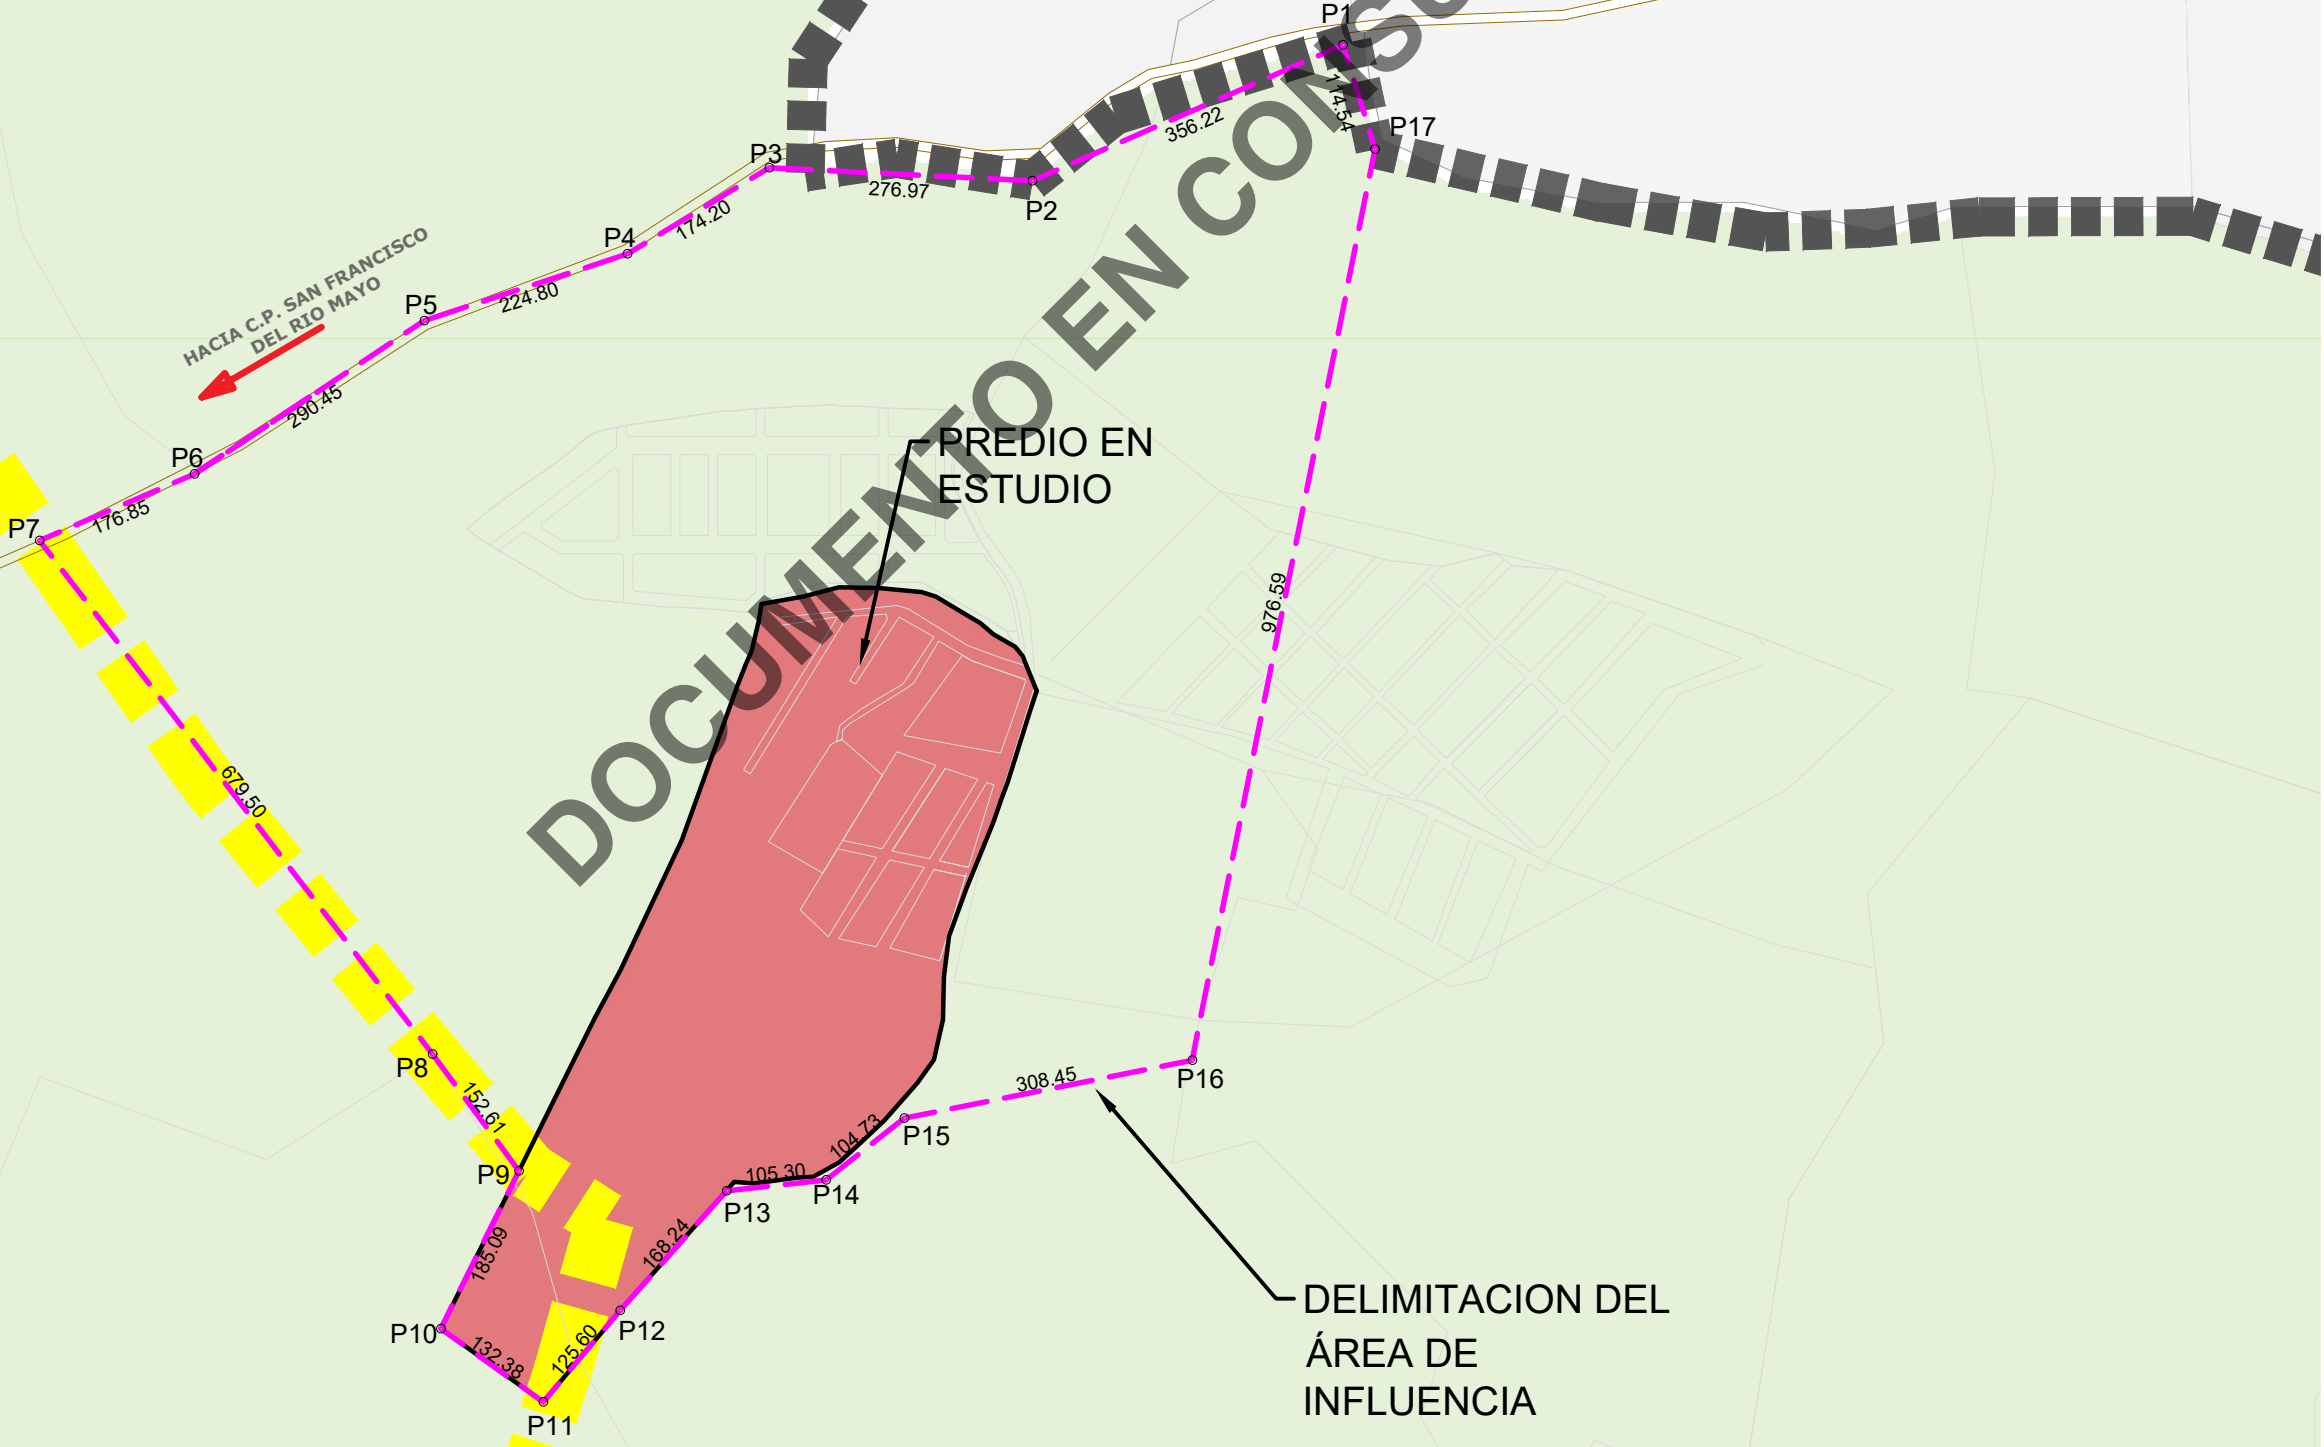 P1
114.54
P17
356.22
P3
276.97
P2
174.20
P4
HACIA C.P. SAN FRANCISCO
DEL RIO MAYO
224.80
P5
290.45
P6
176.85
P7
PREDIO EN
ESTUDIO
DOCUMENTO EN CONSU
976.59
679.50
P8
152.61
P9
308.45
P16
P15
104.73
105.30
P14
P13
168.24
185.09
P10
132.38
125.60
P12
P11
DELIMITACION DEL
ÁREA DE
INFLUENCIA